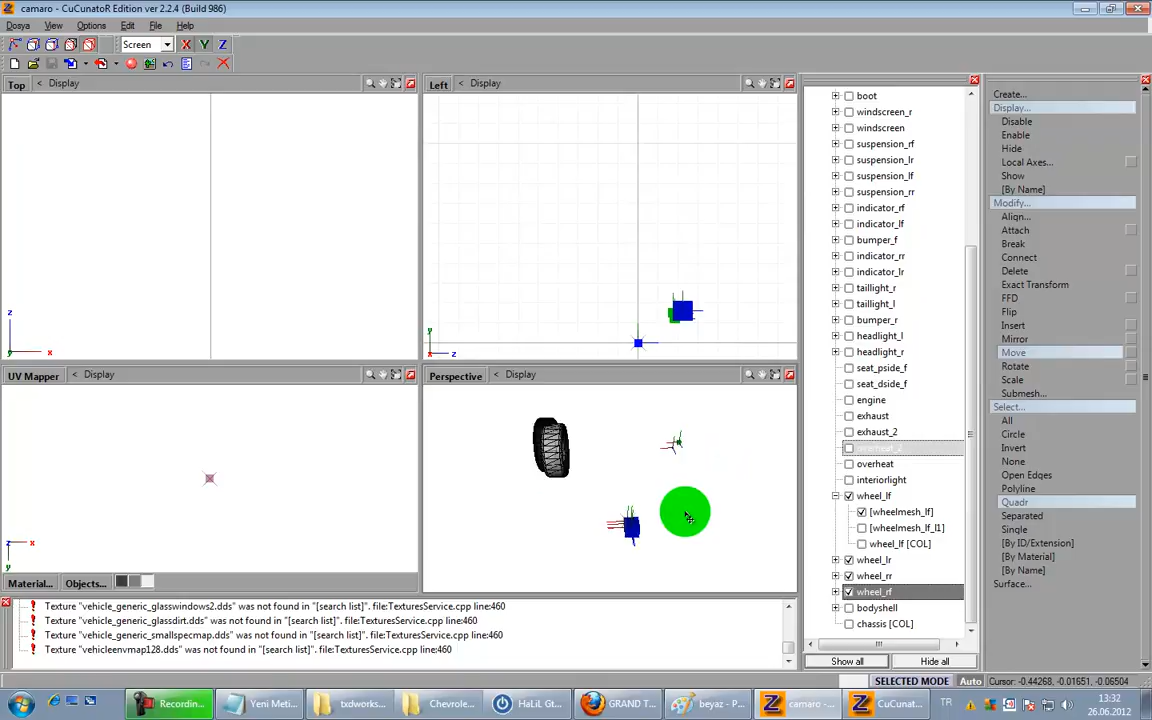 camaro - CuCunatoR Edition ver 2.2.4 (Build 986)
Dosya View Options Edit File Help
Screen X Y Z
Top < Display
Left < Display
boot
windscreen_r
windscreen
suspension_rf
suspension_lr
suspension_lf
suspension_rr
indicator_rf
indicator_lf
bumper_f
indicator_rr
indicator_lr
taillight_r
taillight_l
bumper_r
headlight_l
headlight_r
seat_pside_f
seat_dside_f
engine
exhaust
exhaust_2
overheat_2
overheat
interiorlight
wheel_lf
[wheelmesh_lf]
[wheelmesh_lf_l1]
wheel_lf [COL]
wheel_lr
wheel_rr
wheel_rf
bodyshell
chassis [COL]
Show all Hide all
Create...
Display...
Disable
Enable
Hide
Local Axes...
Show
[By Name]
Modify...
Align...
Attach
Break
Connect
Delete
Exact Transform
FFD
Flip
Insert
Mirror
Move
Rotate
Scale
Submesh...
Select...
All
Circle
Invert
None
Open Edges
Polyline
Quadr
Separated
Single
[By ID/Extension]
[By Material]
[By Name]
Surface...
z
x
y
y
x z
UV Mapper < Display
Perspective < Display
z x
y
Material... Objects...
Texture "vehicle_generic_glasswindows2.dds" was not found in "[search list]". file:TexturesService.cpp line:460
Texture "vehicle_generic_glassdirt.dds" was not found in "[search list]". file:TexturesService.cpp line:460
Texture "vehicle_generic_smallspecmap.dds" was not found in "[search list]". file:TexturesService.cpp line:460
Texture "vehicleenvmap128.dds" was not found in "[search list]". file:TexturesService.cpp line:460
SELECTED MODE Auto Cursor: -0.44268, -0.01651, -0.06504
Recordin... Yeni Meti... txdworks... Chevrole... HaLiL Gt... GRAND T... beyaz - P... camaro -... CuCunat... TR 13:32
26.06.2012